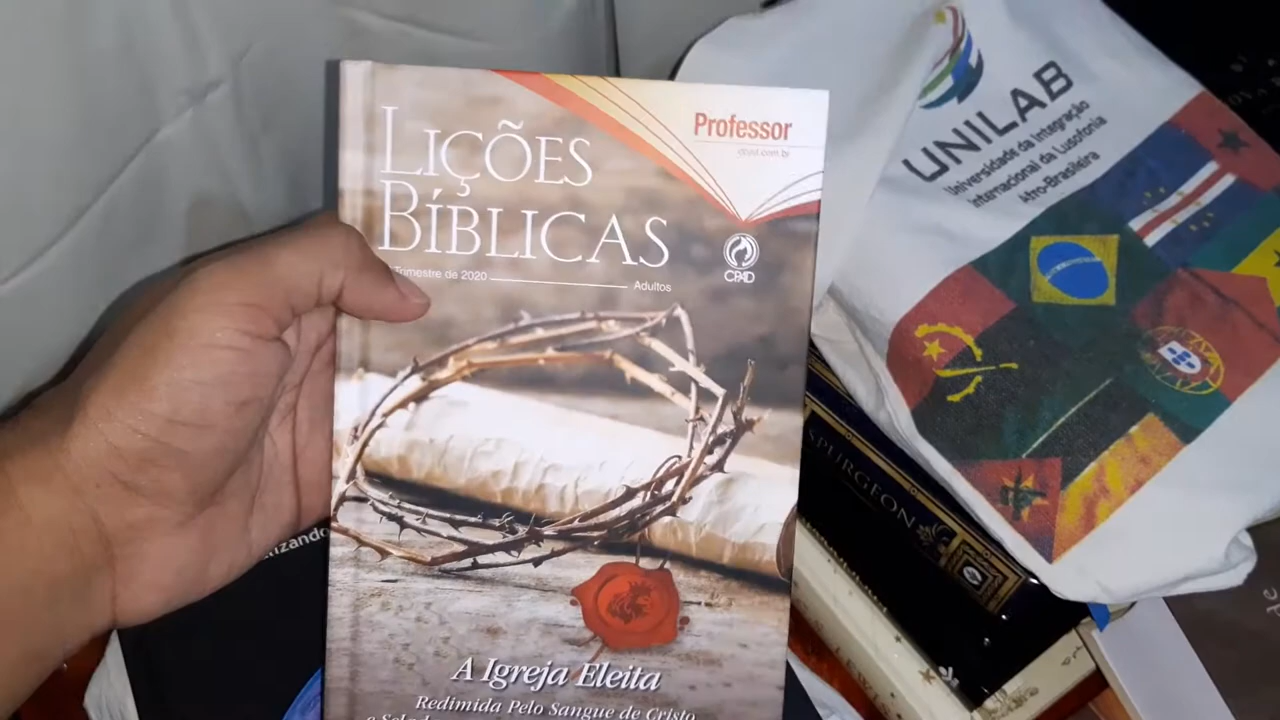 LIÇÕES
BÍBLICAS
Professor
Trimestre de 2020
Adultos
CPAD
A Igreja Eleita
Redimida Pelo Sangue de Cristo
UNILAB
Universidade da Integração
Internacional da Lusofonia
Afro-Brasileira
SPURGEON